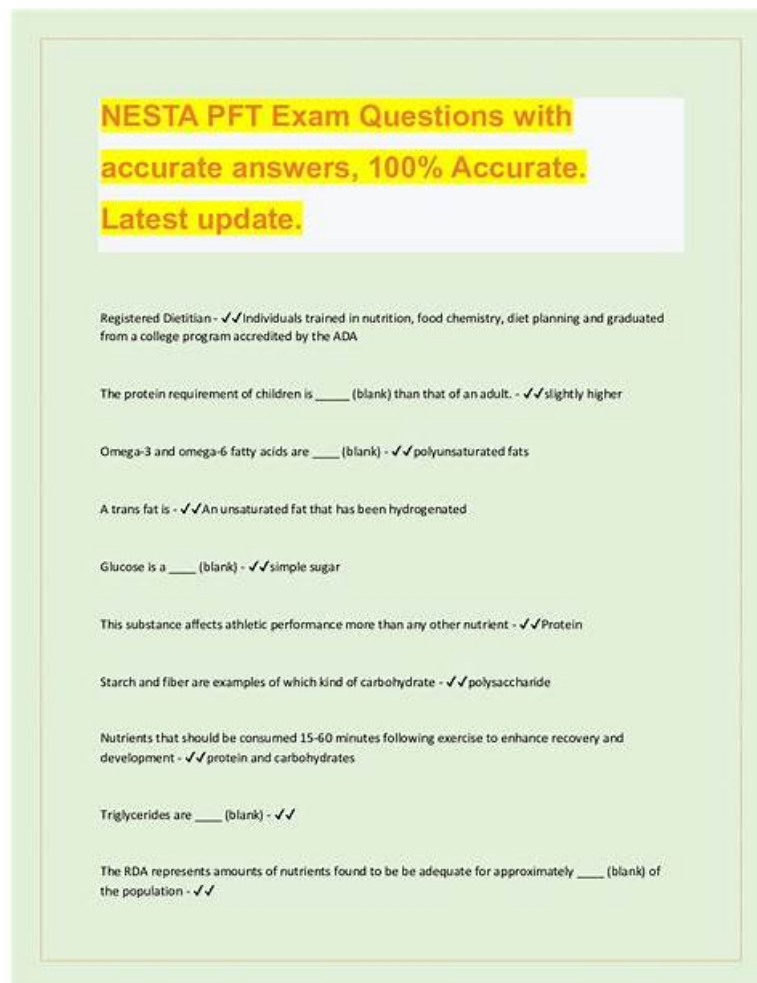 NESTA PFT Exam Questions with
accurate answers, 100% Accurate.
Latest update.
Registered Dietitian - ✓✓Individuals trained in nutrition, food chemistry, diet planning and graduated
from a college program accredited by the ADA
The protein requirement of children is _____ (blank) than that of an adult. - ✓✓slightly higher
Omega-3 and omega-6 fatty acids are ____ (blank) - ✓✓polyunsaturated fats
A trans fat is - ✓✓An unsaturated fat that has been hydrogenated
Glucose is a ____ (blank) - ✓✓simple sugar
This substance affects athletic performance more than any other nutrient - ✓✓Protein
Starch and fiber are examples of which kind of carbohydrate - ✓✓polysaccharide
Nutrients that should be consumed 15-60 minutes following exercise to enhance recovery and
development - ✓✓protein and carbohydrates
Triglycerides are ____ (blank) - ✓✓
The RDA represents amounts of nutrients found to be be adequate for approximately ____ (blank) of
the population - ✓✓